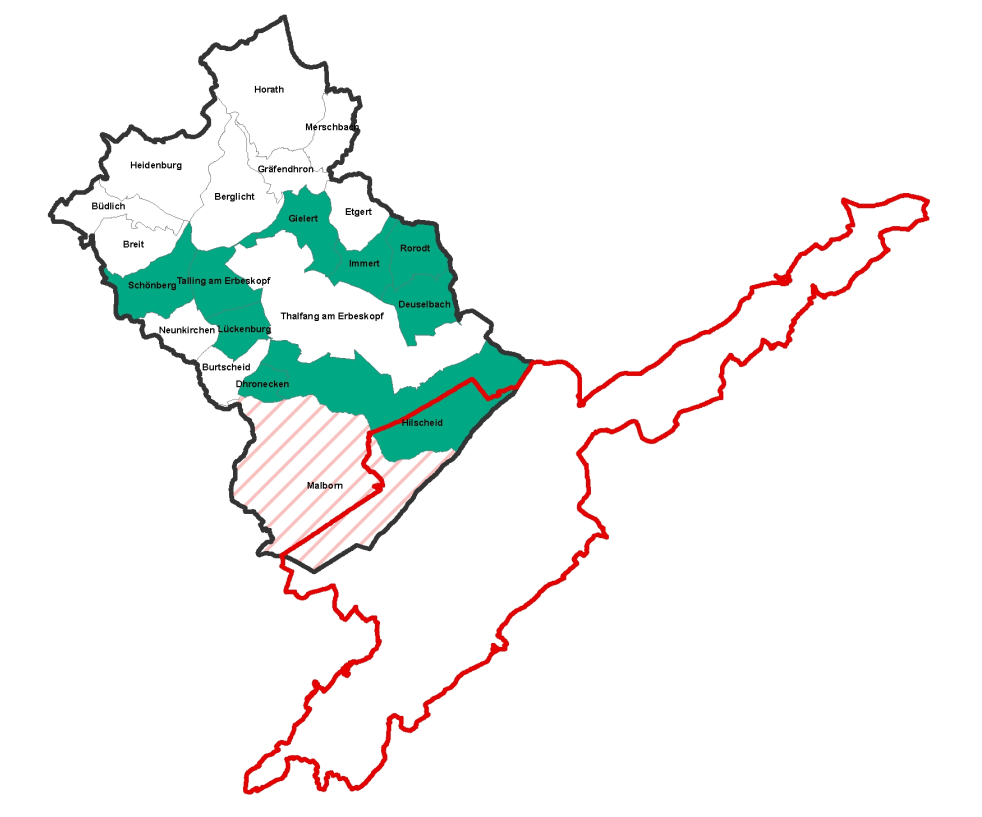 Horath
Merschbach
Heidenburg
Gräfendhron
Berglicht
Büdlich
Etgert
Gielert
Breit
Rorodt
Immert
Talling am Erbeskopf
Schönberg
Deuselbach
Thalfang am Erbeskopf
Neunkirchen
Lückenburg
Burtscheid
Dhronecken
Hilscheid
Malborn